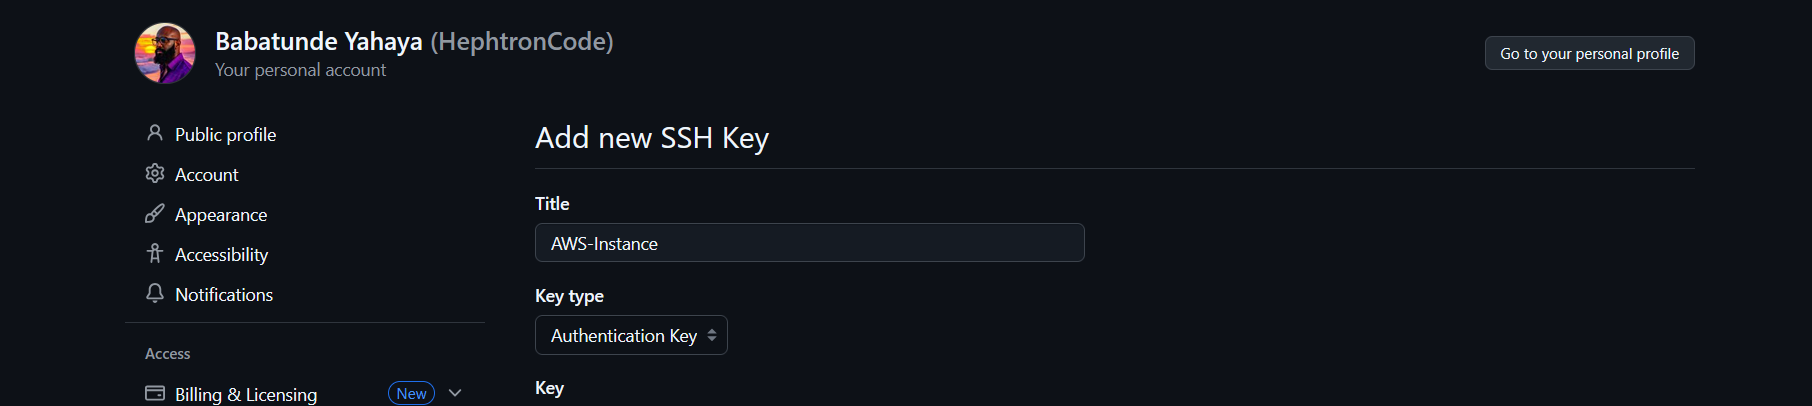 Babatunde Yahaya (HephtronCode)
Your personal account
Go to your personal profile
Public profile
Account
Appearance
Accessibility
Notifications
Access
Billing & Licensing New
Add new SSH Key
Title
AWS-Instance
Key type
Authentication Key
Key